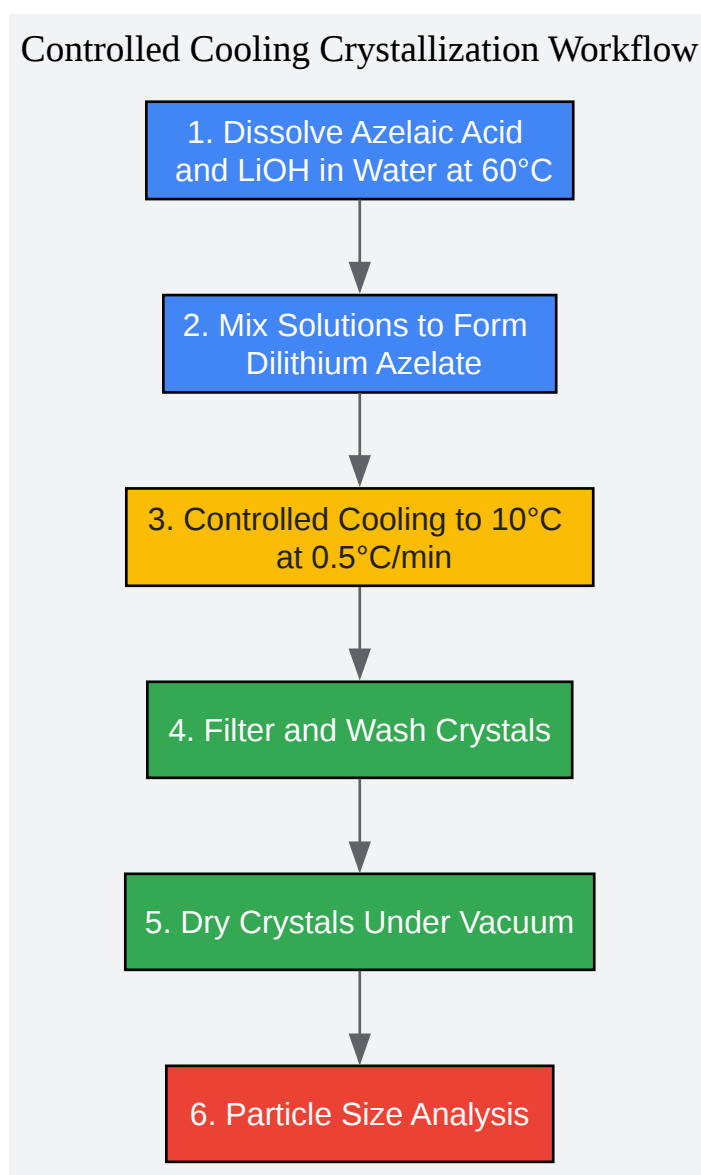 Controlled Cooling Crystallization Workflow
1. Dissolve Azelaic Acid
and LiOH in Water at 60°C
2. Mix Solutions to Form
Dilithium Azelate
3. Controlled Cooling to 10°C
at 0.5°C/min
4. Filter and Wash Crystals
5. Dry Crystals Under Vacuum
6. Particle Size Analysis